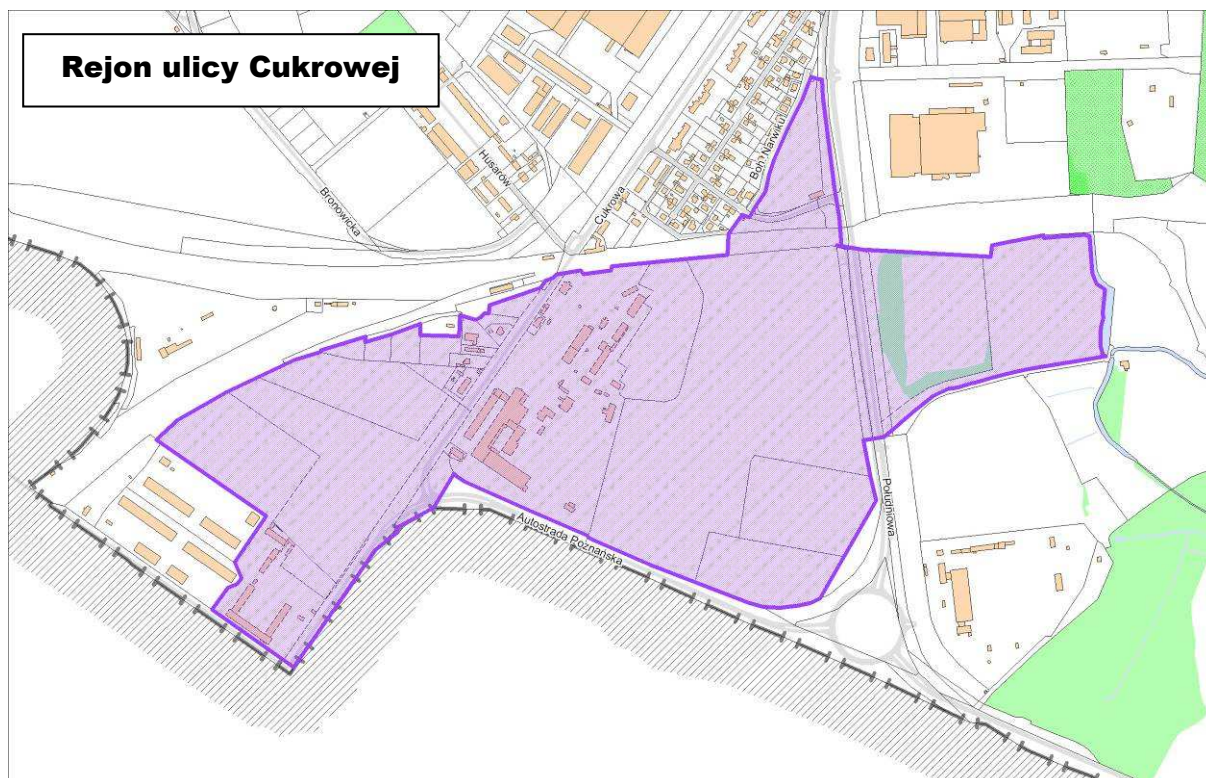 Rejon ulicy Cukrowej
Boh. Narwiku
Husarów
Bronowicka
Cukrowa
Autostrada Poznańska
Południowa